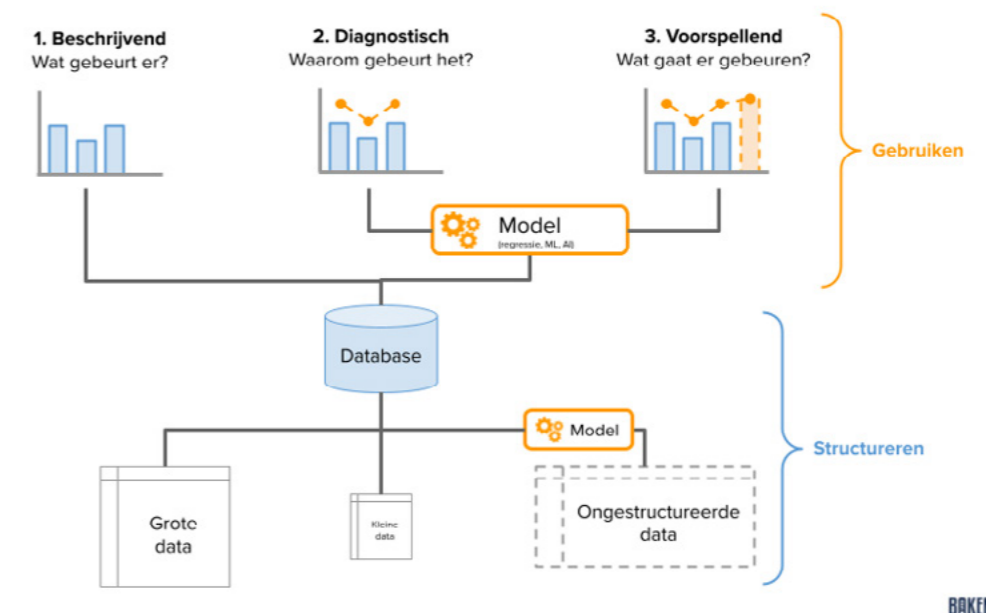 1. Beschrijvend
Wat gebeurt er?
2. Diagnostisch
Waarom gebeurt het?
3. Voorspellend
Wat gaat er gebeuren?
Gebruiken
Model
(regressie, ML, AI)
Database
Model
Structureren
Grote
data
Kleine
data
Ongestructureerde
data